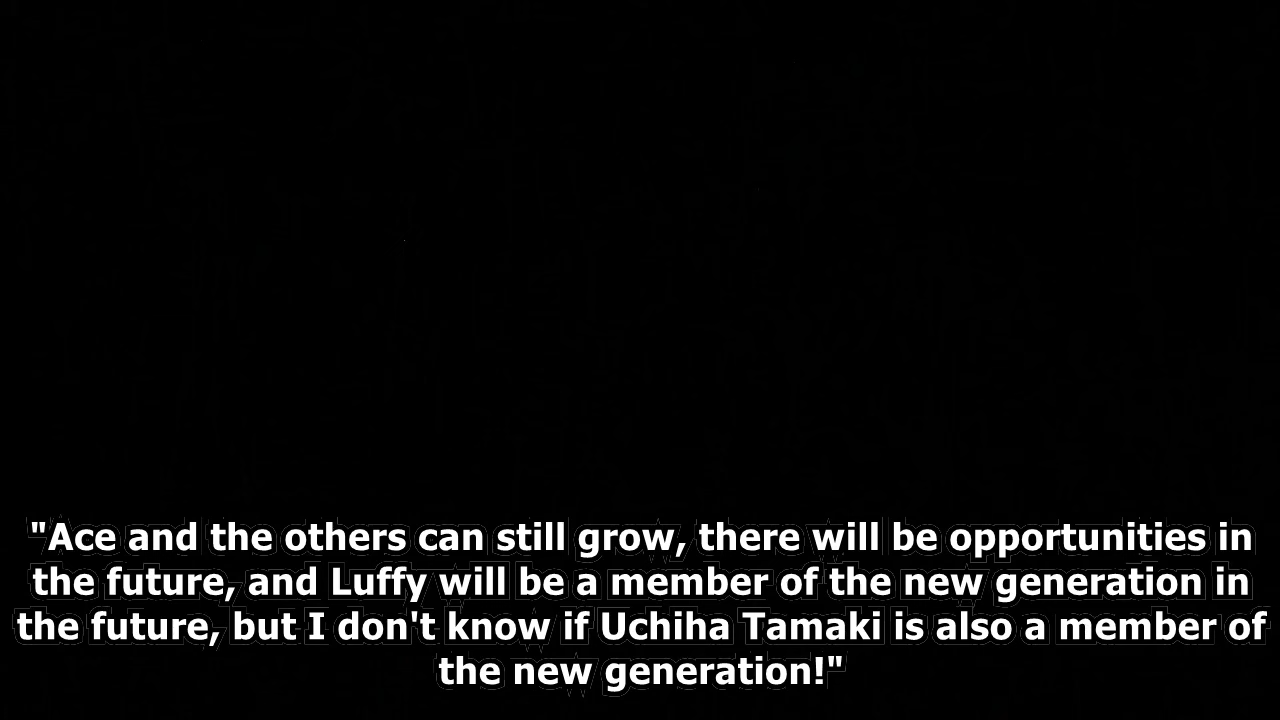 "Ace and the others can still grow, there will be opportunities in
the future, and Luffy will be a member of the new generation in
the future, but I don't know if Uchiha Tamaki is also a member of
the new generation!"